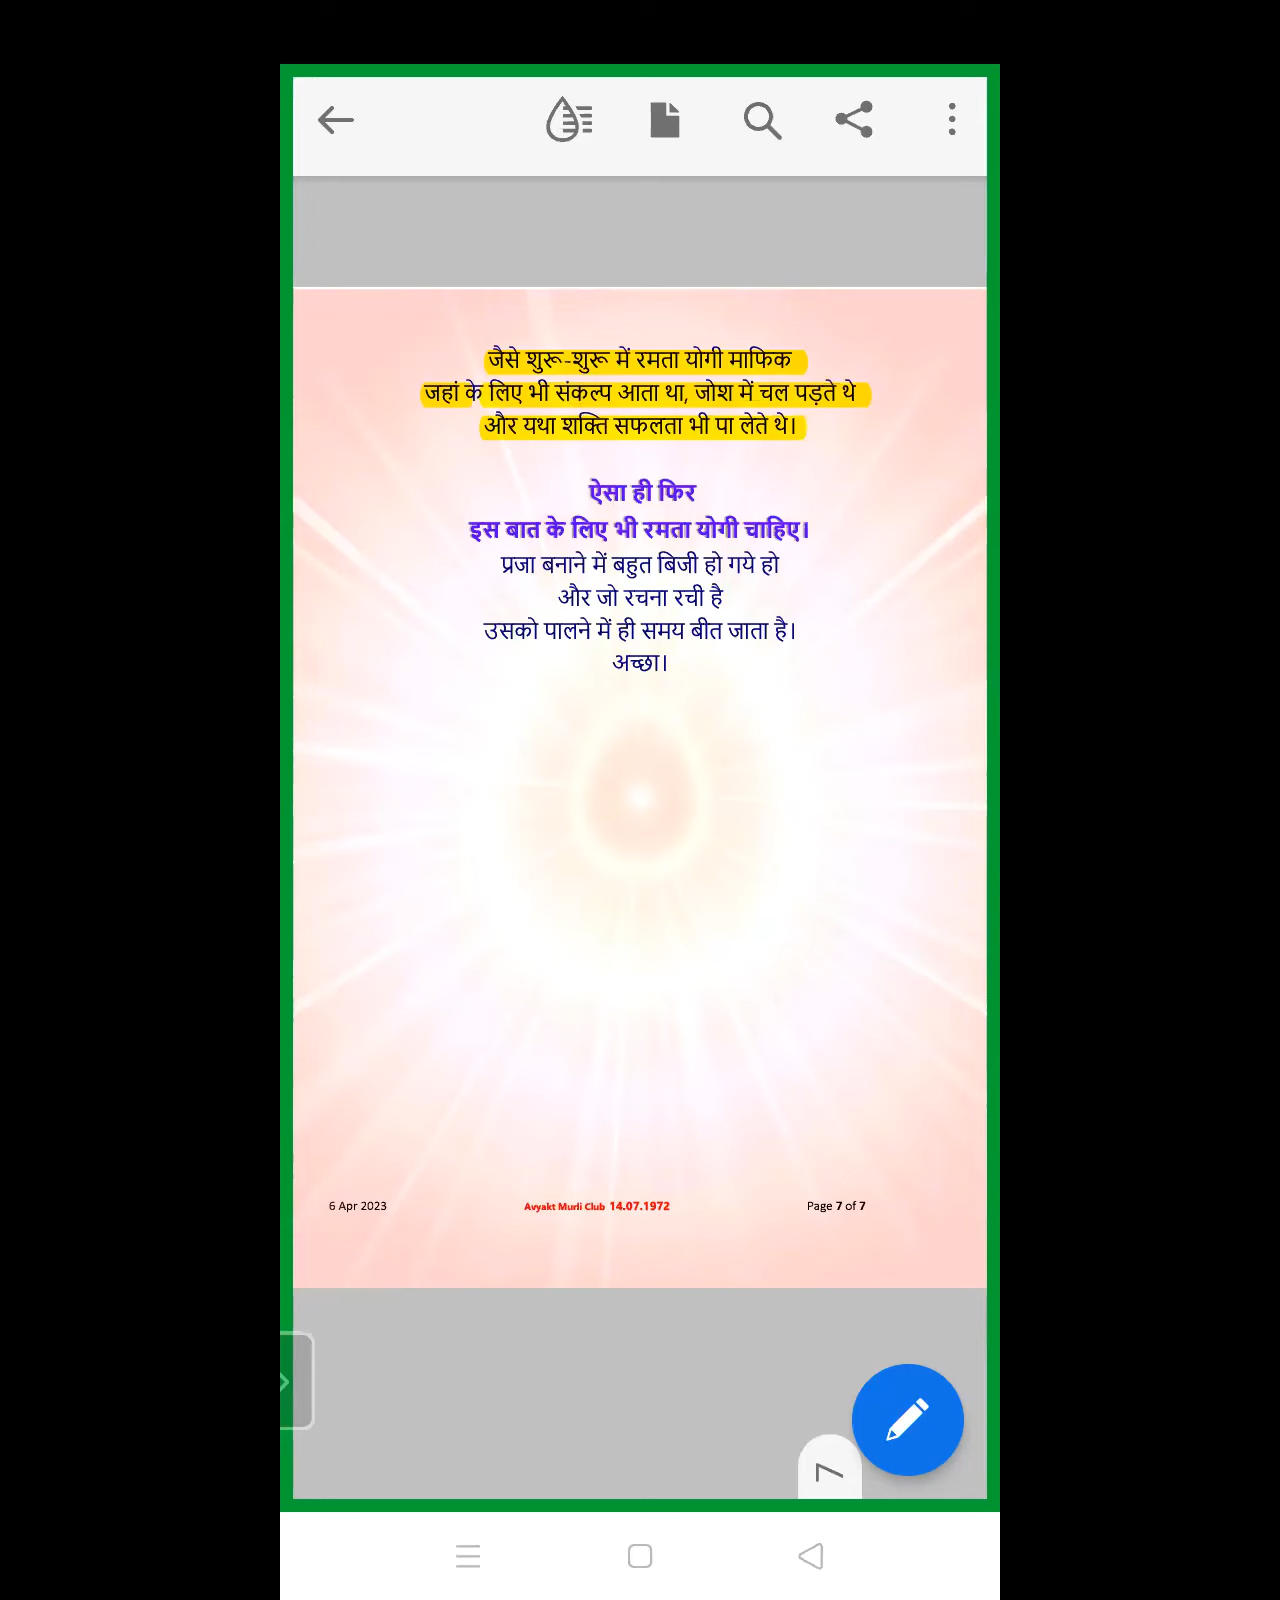 जैसे शुरू-शुरू में रमता योगी माफिक
जहां के लिए भी संकल्प आता था, जोश में चल पड़ते थे
और यथा शक्ति सफलता भी पा लेते थे।
ऐसा ही फिर
इस बात के लिए भी रमता योगी चाहिए।
प्रजा बनाने में बहुत बिजी हो गये हो
और जो रचना रची है
उसको पालने में ही समय बीत जाता है।
अच्छा।
6 Apr 2023 Avyakt Murli Club 14.07.1972 Page 7 of 7
7